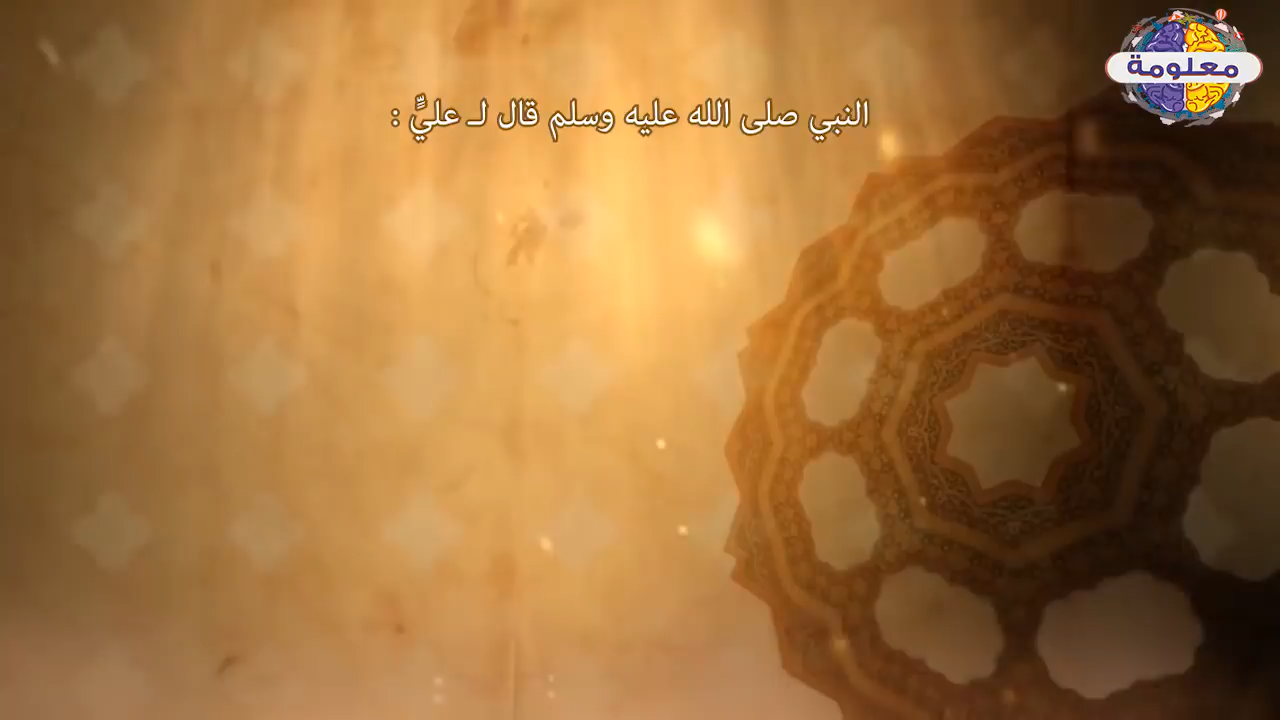 معلومة
النبي صلى الله عليه وسلم قال لـ عليٍّ :